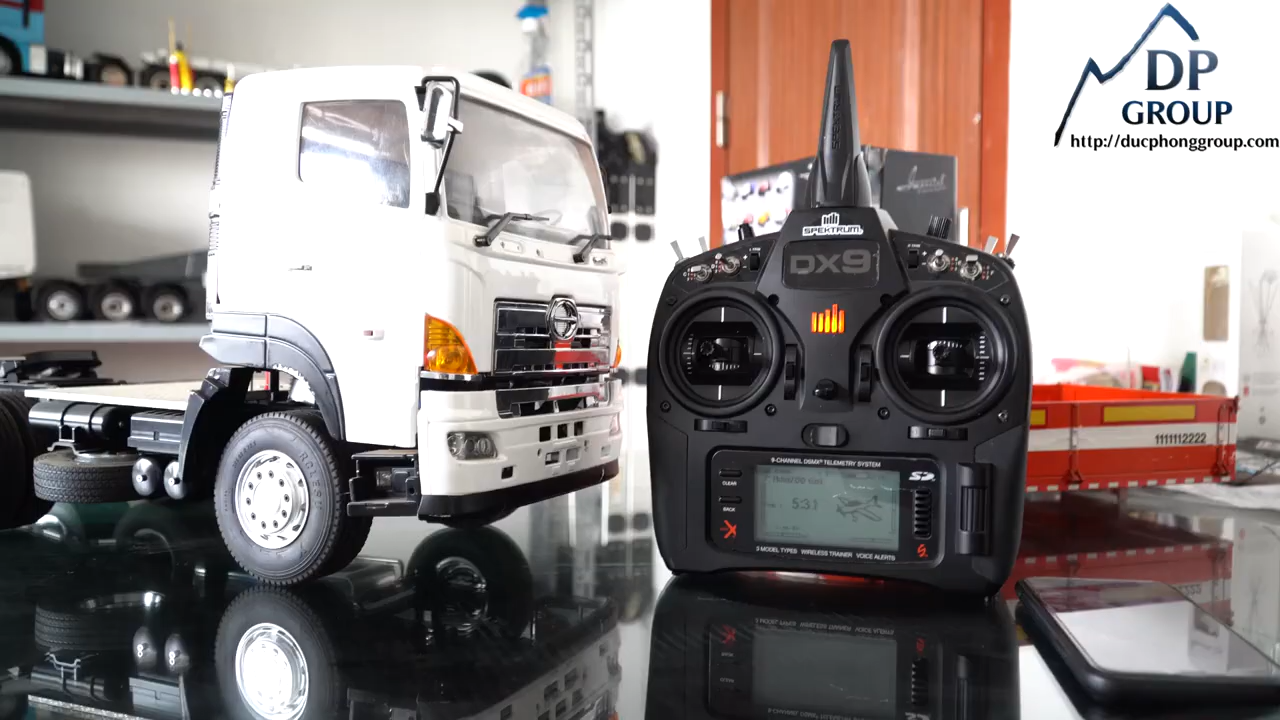 DP
GROUP
http://ducphonggroup.com
SPEKTRUM
DX9
1111112222
9-CHANNEL DSMX® TELEMETRY SYSTEM
CLEAR
BACK
5:31
3 MODEL TYPES WIRELESS TRAINER VOICE ALERTS